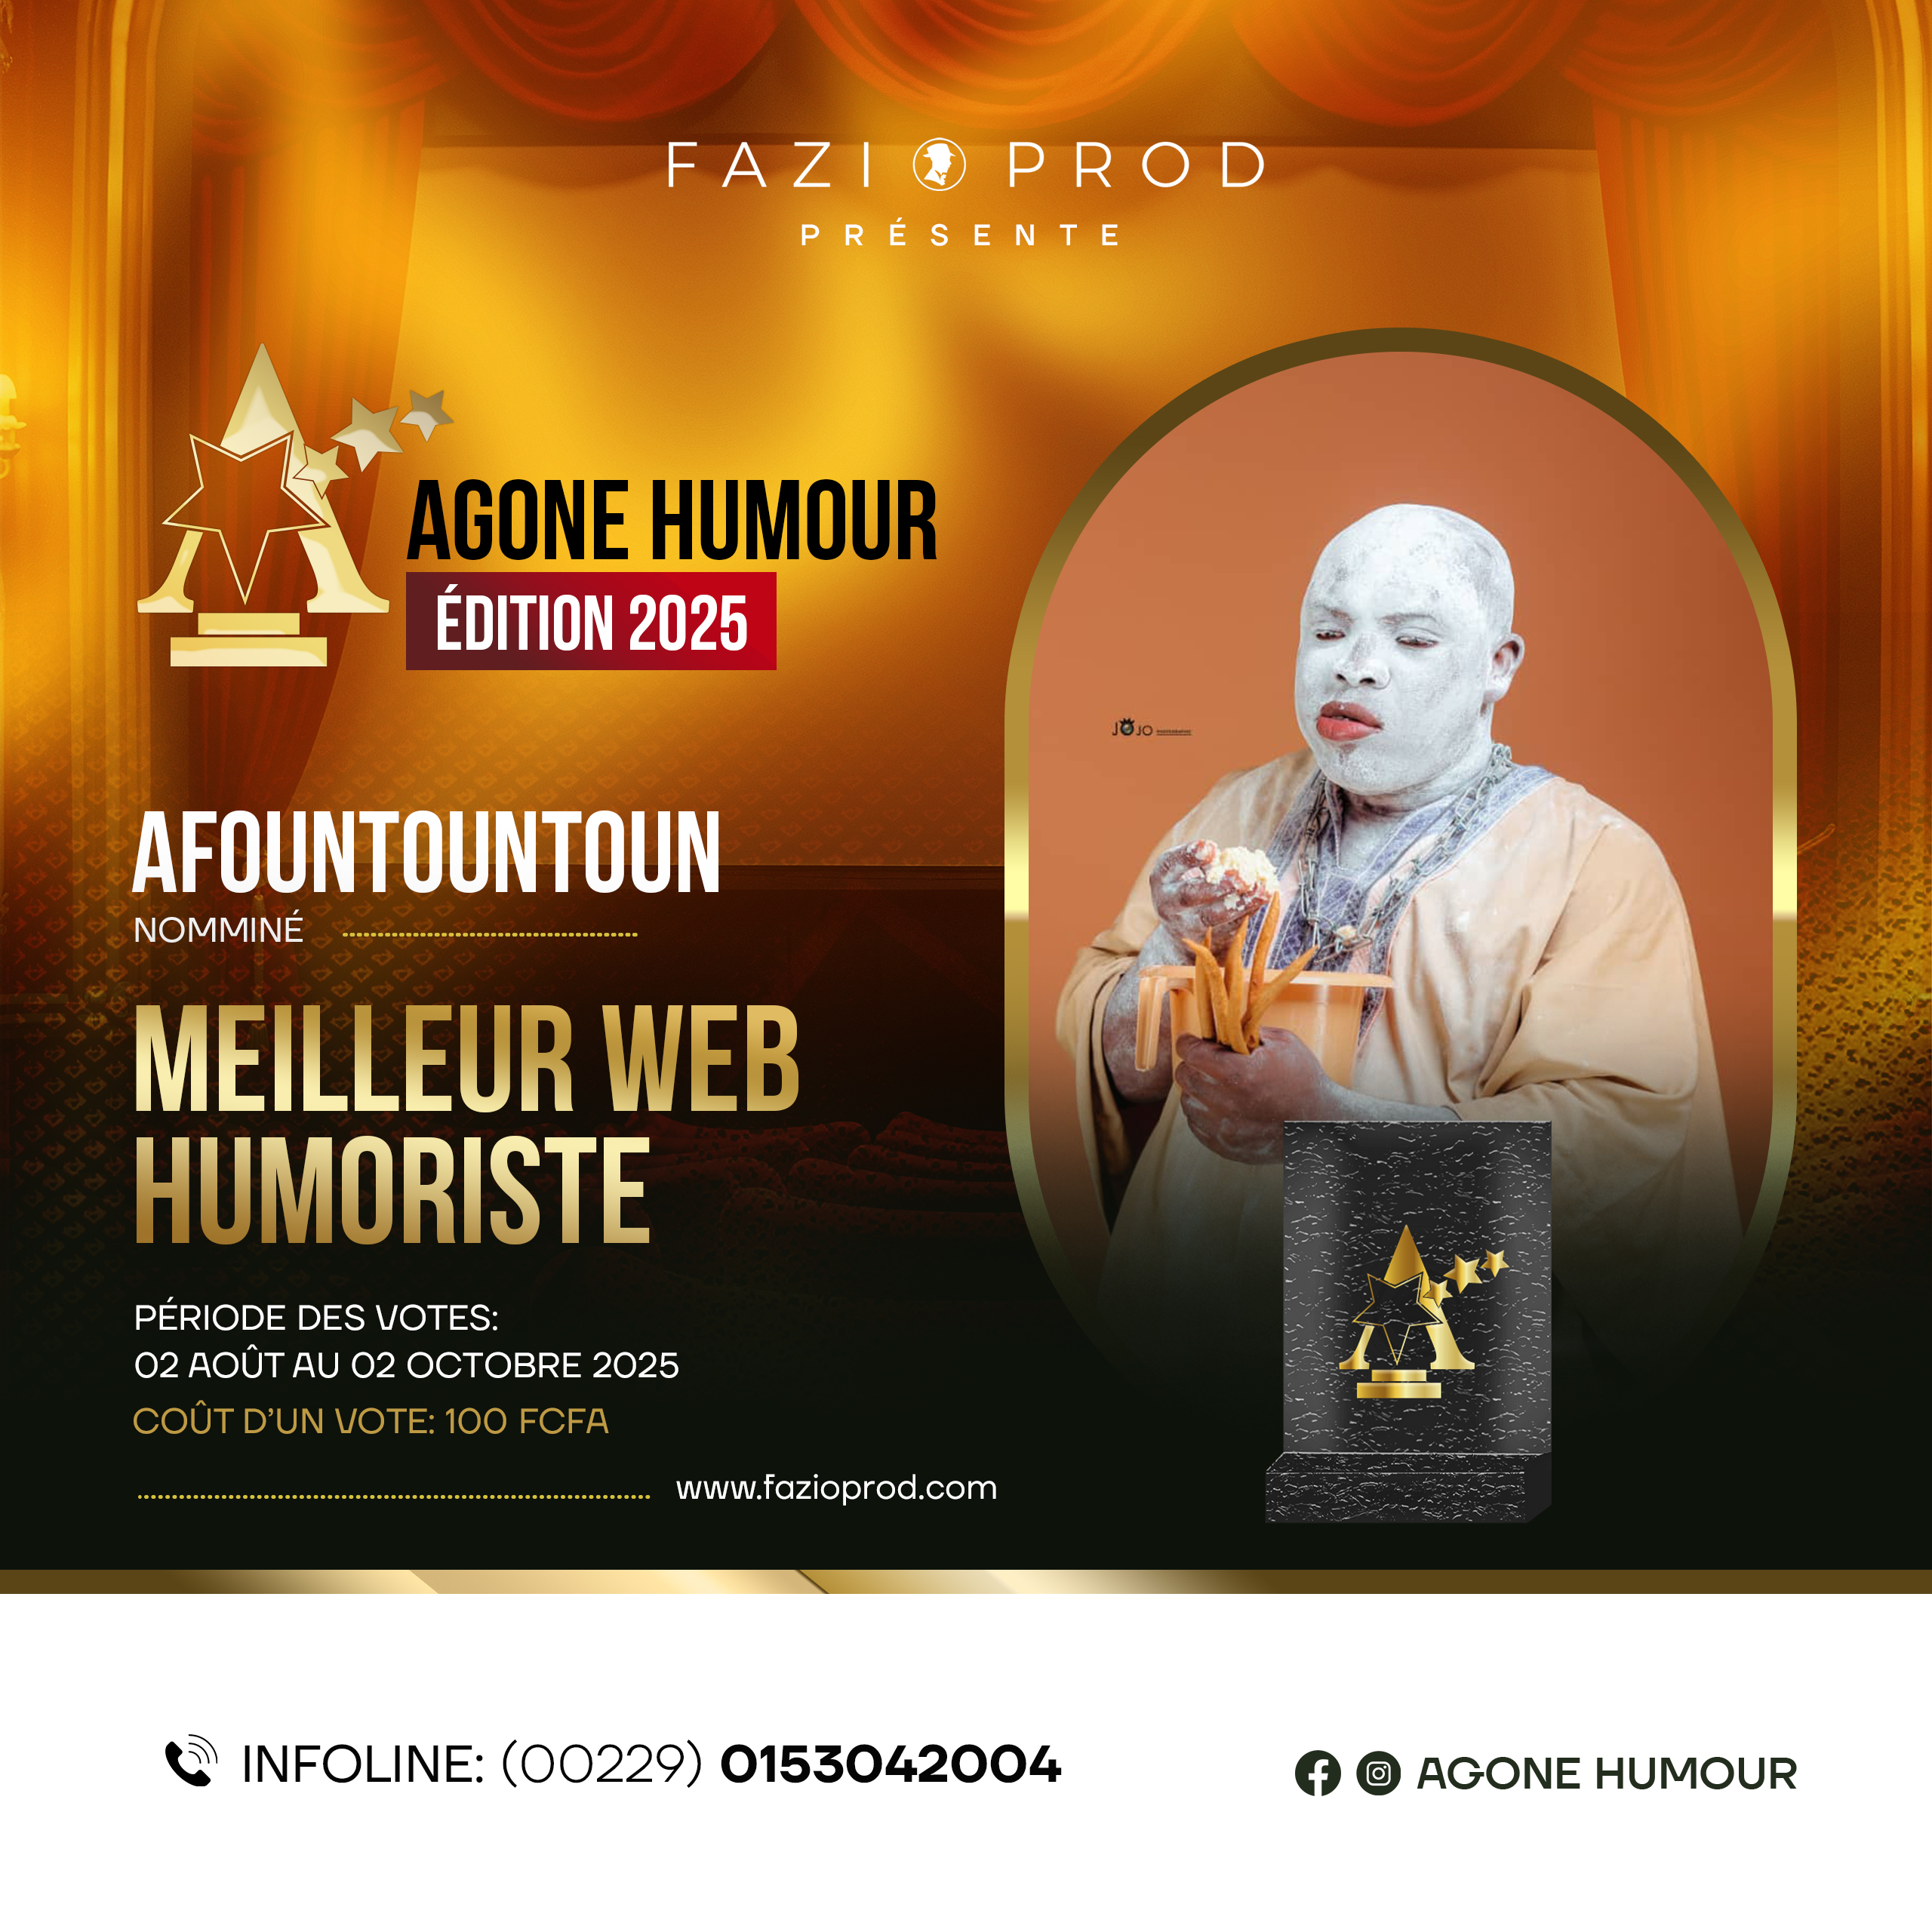 FAZI PROD
PRÉSENTE
AGONE HUMOUR
ÉDITION 2025
JOJO
AFOUNTOUNTOUN
NOMMINÉ
MEILLEUR WEB
HUMORISTE
PÉRIODE DES VOTES:
02 AOÛT AU 02 OCTOBRE 2025
COÛT D'UN VOTE: 100 FCFA
www.fazioprod.com
INFOLINE: (00229) 0153042004
AGONE HUMOUR